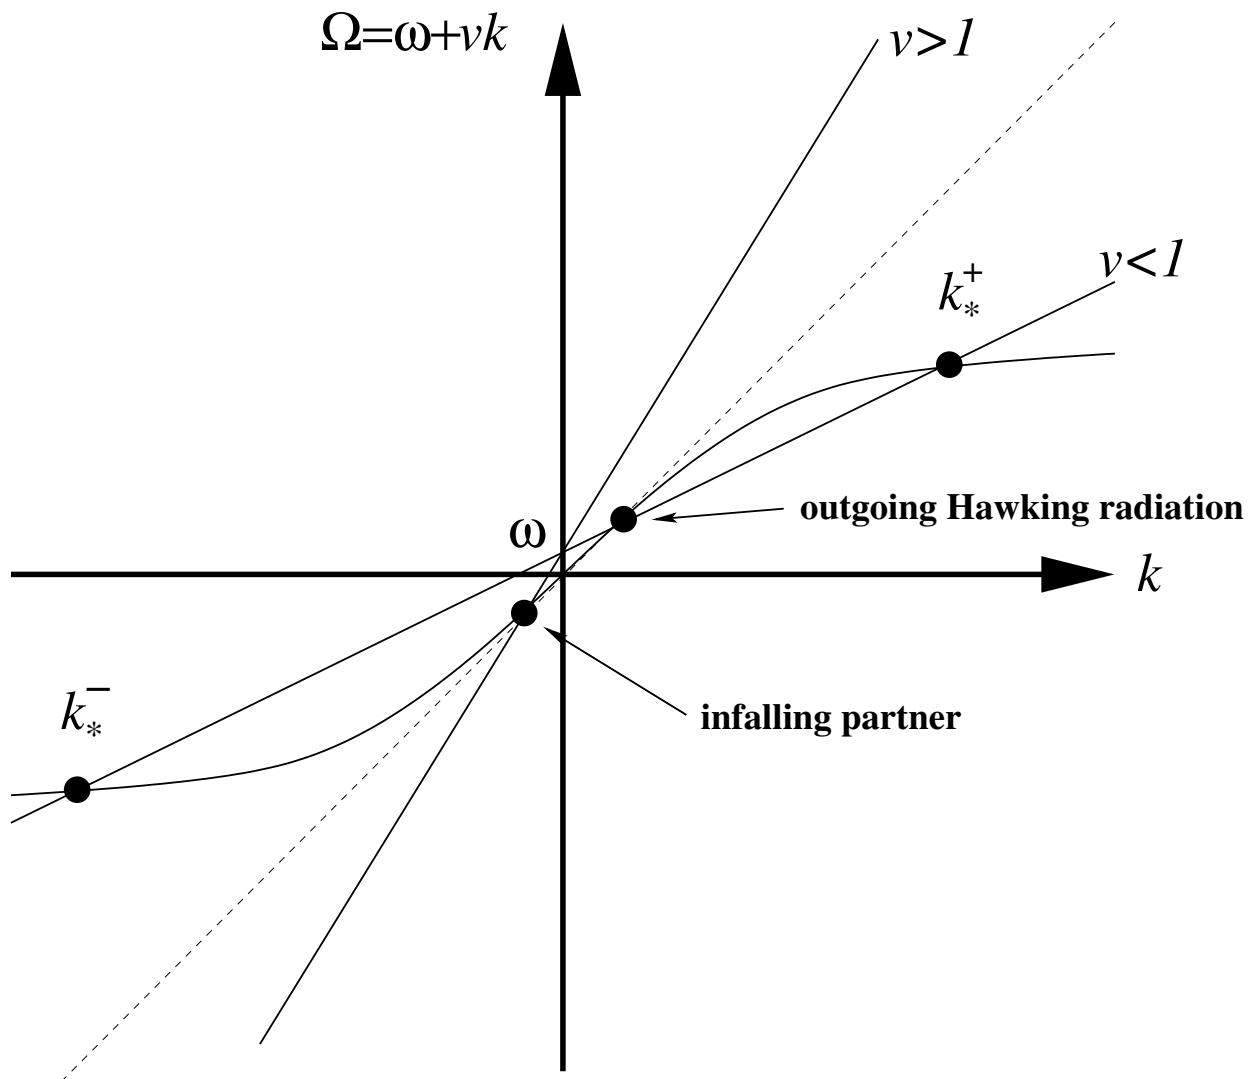 Ω=ω+vk
v>1
v<1
k*+
outgoing Hawking radiation
ω
k
k*−
infalling partner